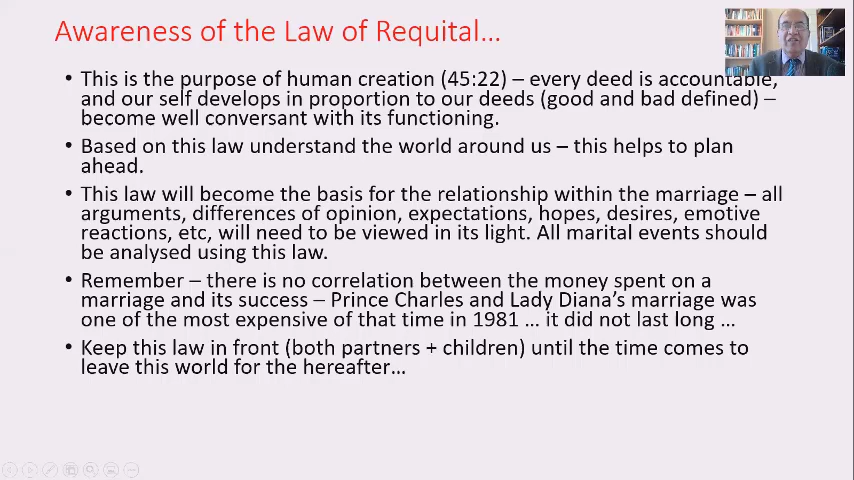 Awareness of the Law of Requital...
• This is the purpose of human creation (45:22) – every deed is accountable,
and our self develops in proportion to our deeds (good and bad defined) –
become well conversant with its functioning.
• Based on this law understand the world around us – this helps to plan
ahead.
• This law will become the basis for the relationship within the marriage – all
arguments, differences of opinion, expectations, hopes, desires, emotive
reactions, etc, will need to be viewed in its light. All marital events should
be analysed using this law.
• Remember – there is no correlation between the money spent on a
marriage and its success – Prince Charles and Lady Diana’s marriage was
one of the most expensive of that time in 1981 ... it did not last long ...
• Keep this law in front (both partners + children) until the time comes to
leave this world for the hereafter...